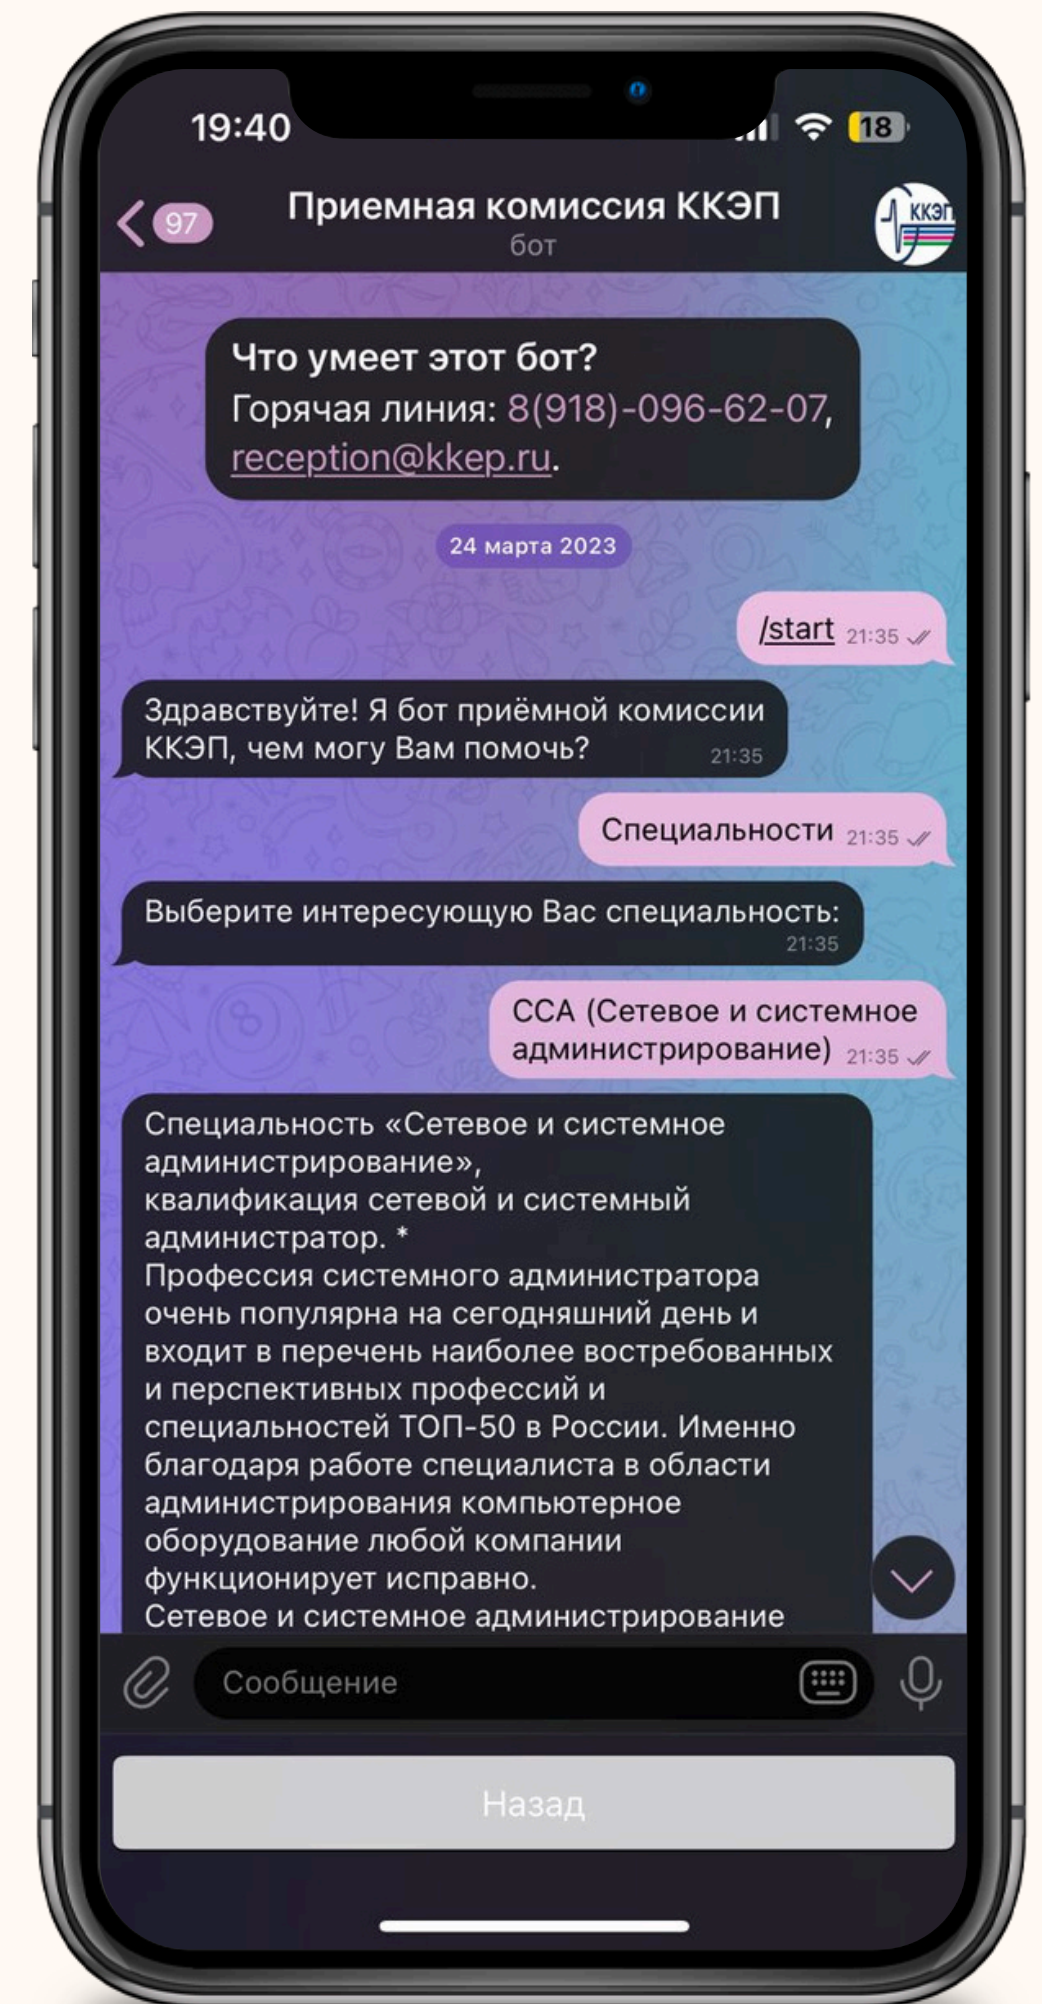 19:40
18
97
Приемная комиссия ККЭП
бот
ККЭП
Что умеет этот бот?
Горячая линия: 8(918)-096-62-07,
reception@kkep.ru.
24 марта 2023
/start 21:35
Здравствуйте! Я бот приёмной комиссии
ККЭП, чем могу Вам помочь? 21:35
Специальности 21:35
Выберите интересующую Вас специальность:
21:35
ССА (Сетевое и системное
администрирование) 21:35
Специальность «Сетевое и системное
администрирование»,
квалификация сетевой и системный
администратор. *
Профессия системного администратора
очень популярна на сегодняшний день и
входит в перечень наиболее востребованных
и перспективных профессий и
специальностей ТОП-50 в России. Именно
благодаря работе специалиста в области
администрирования компьютерное
оборудование любой компании
функционирует исправно.
Сетевое и системное администрирование
Сообщение
Назад